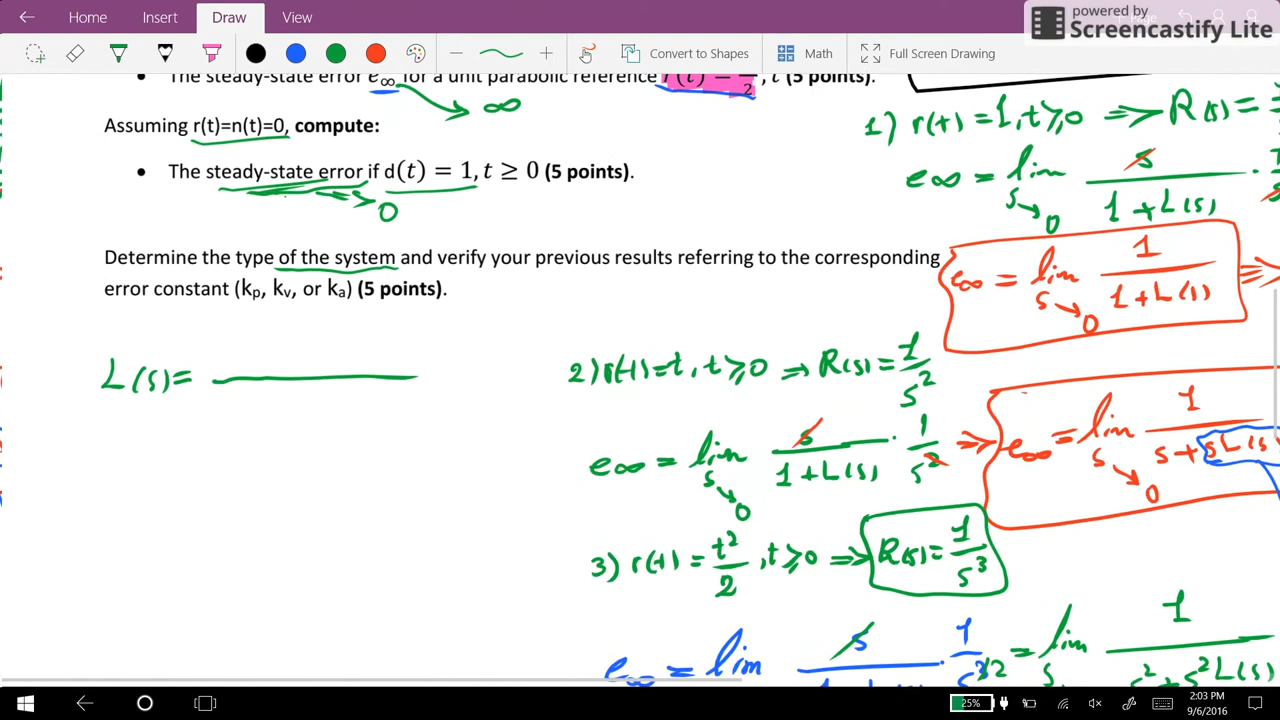 Home Insert Draw View
powered by
Screencastify Lite
Convert to Shapes Math Full Screen Drawing
• The steady-state error e∞ for a unit parabolic reference r(t) = /2, t (5 points).
→ ∞
Assuming r(t)=n(t)=0, compute:
• The steady-state error if d(t) = 1, t ≥ 0 (5 points).
→ 0
Determine the type of the system and verify your previous results referring to the corresponding
error constant (kp, kv, or ka) (5 points).
L(s)=
1) r(t)=1, t≥0 ⇒ R(s)=
e∞ = lim s→0 s/(1+L(s)) ·
e∞ = lim s→0 1/(1+L(s)) ⇒
2) r(t)=t, t≥0 ⇒ R(s)=1/s²
e∞ = lim s→0 s/(1+L(s)) · 1/s² ⇒ e∞ = lim s→0 1/(s+sL(s)
3) r(t)=t²/2, t≥0 ⇒ R(s)=1/s³
e∞ = lim s/(1+L(s)) · 1/s³ = lim s 1/(s²+s²L(s)
25%
2:03 PM
9/6/2016